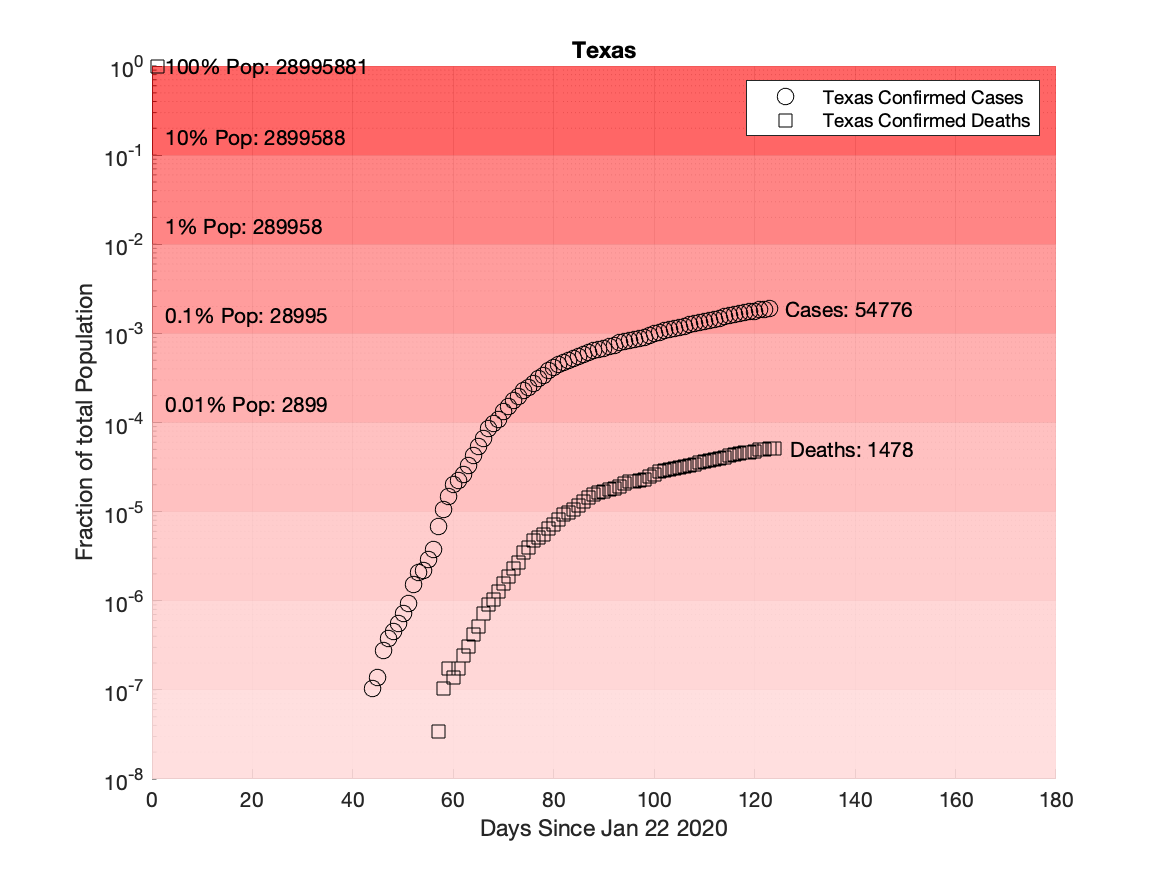 Texas
10^0
100% Pop: 28995881
Texas Confirmed Cases
Texas Confirmed Deaths
10% Pop: 2899588
10^-1
1% Pop: 289958
10^-2
0.1% Pop: 28995
Cases: 54776
10^-3
0.01% Pop: 2899
10^-4
Deaths: 1478
10^-5
10^-6
10^-7
10^-8
Fraction of total Population
0 20 40 60 80 100 120 140 160 180
Days Since Jan 22 2020